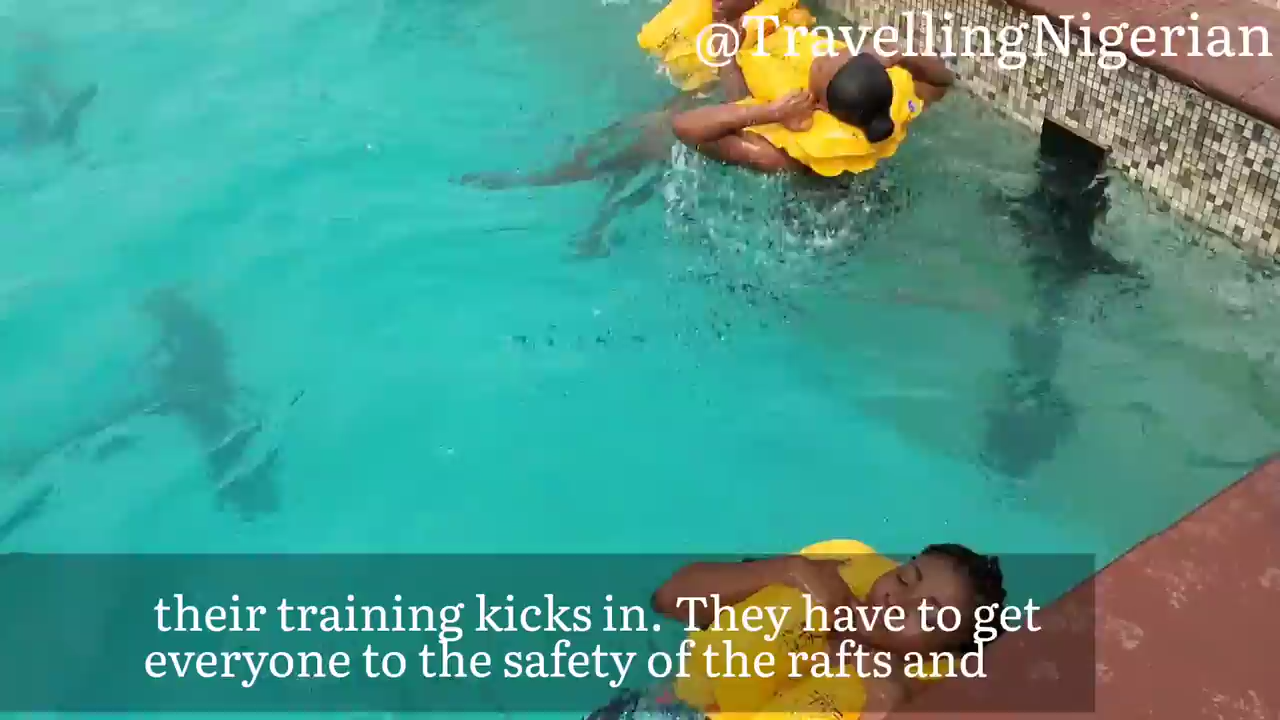 @TravellingNigerian
their training kicks in. They have to get
everyone to the safety of the rafts and